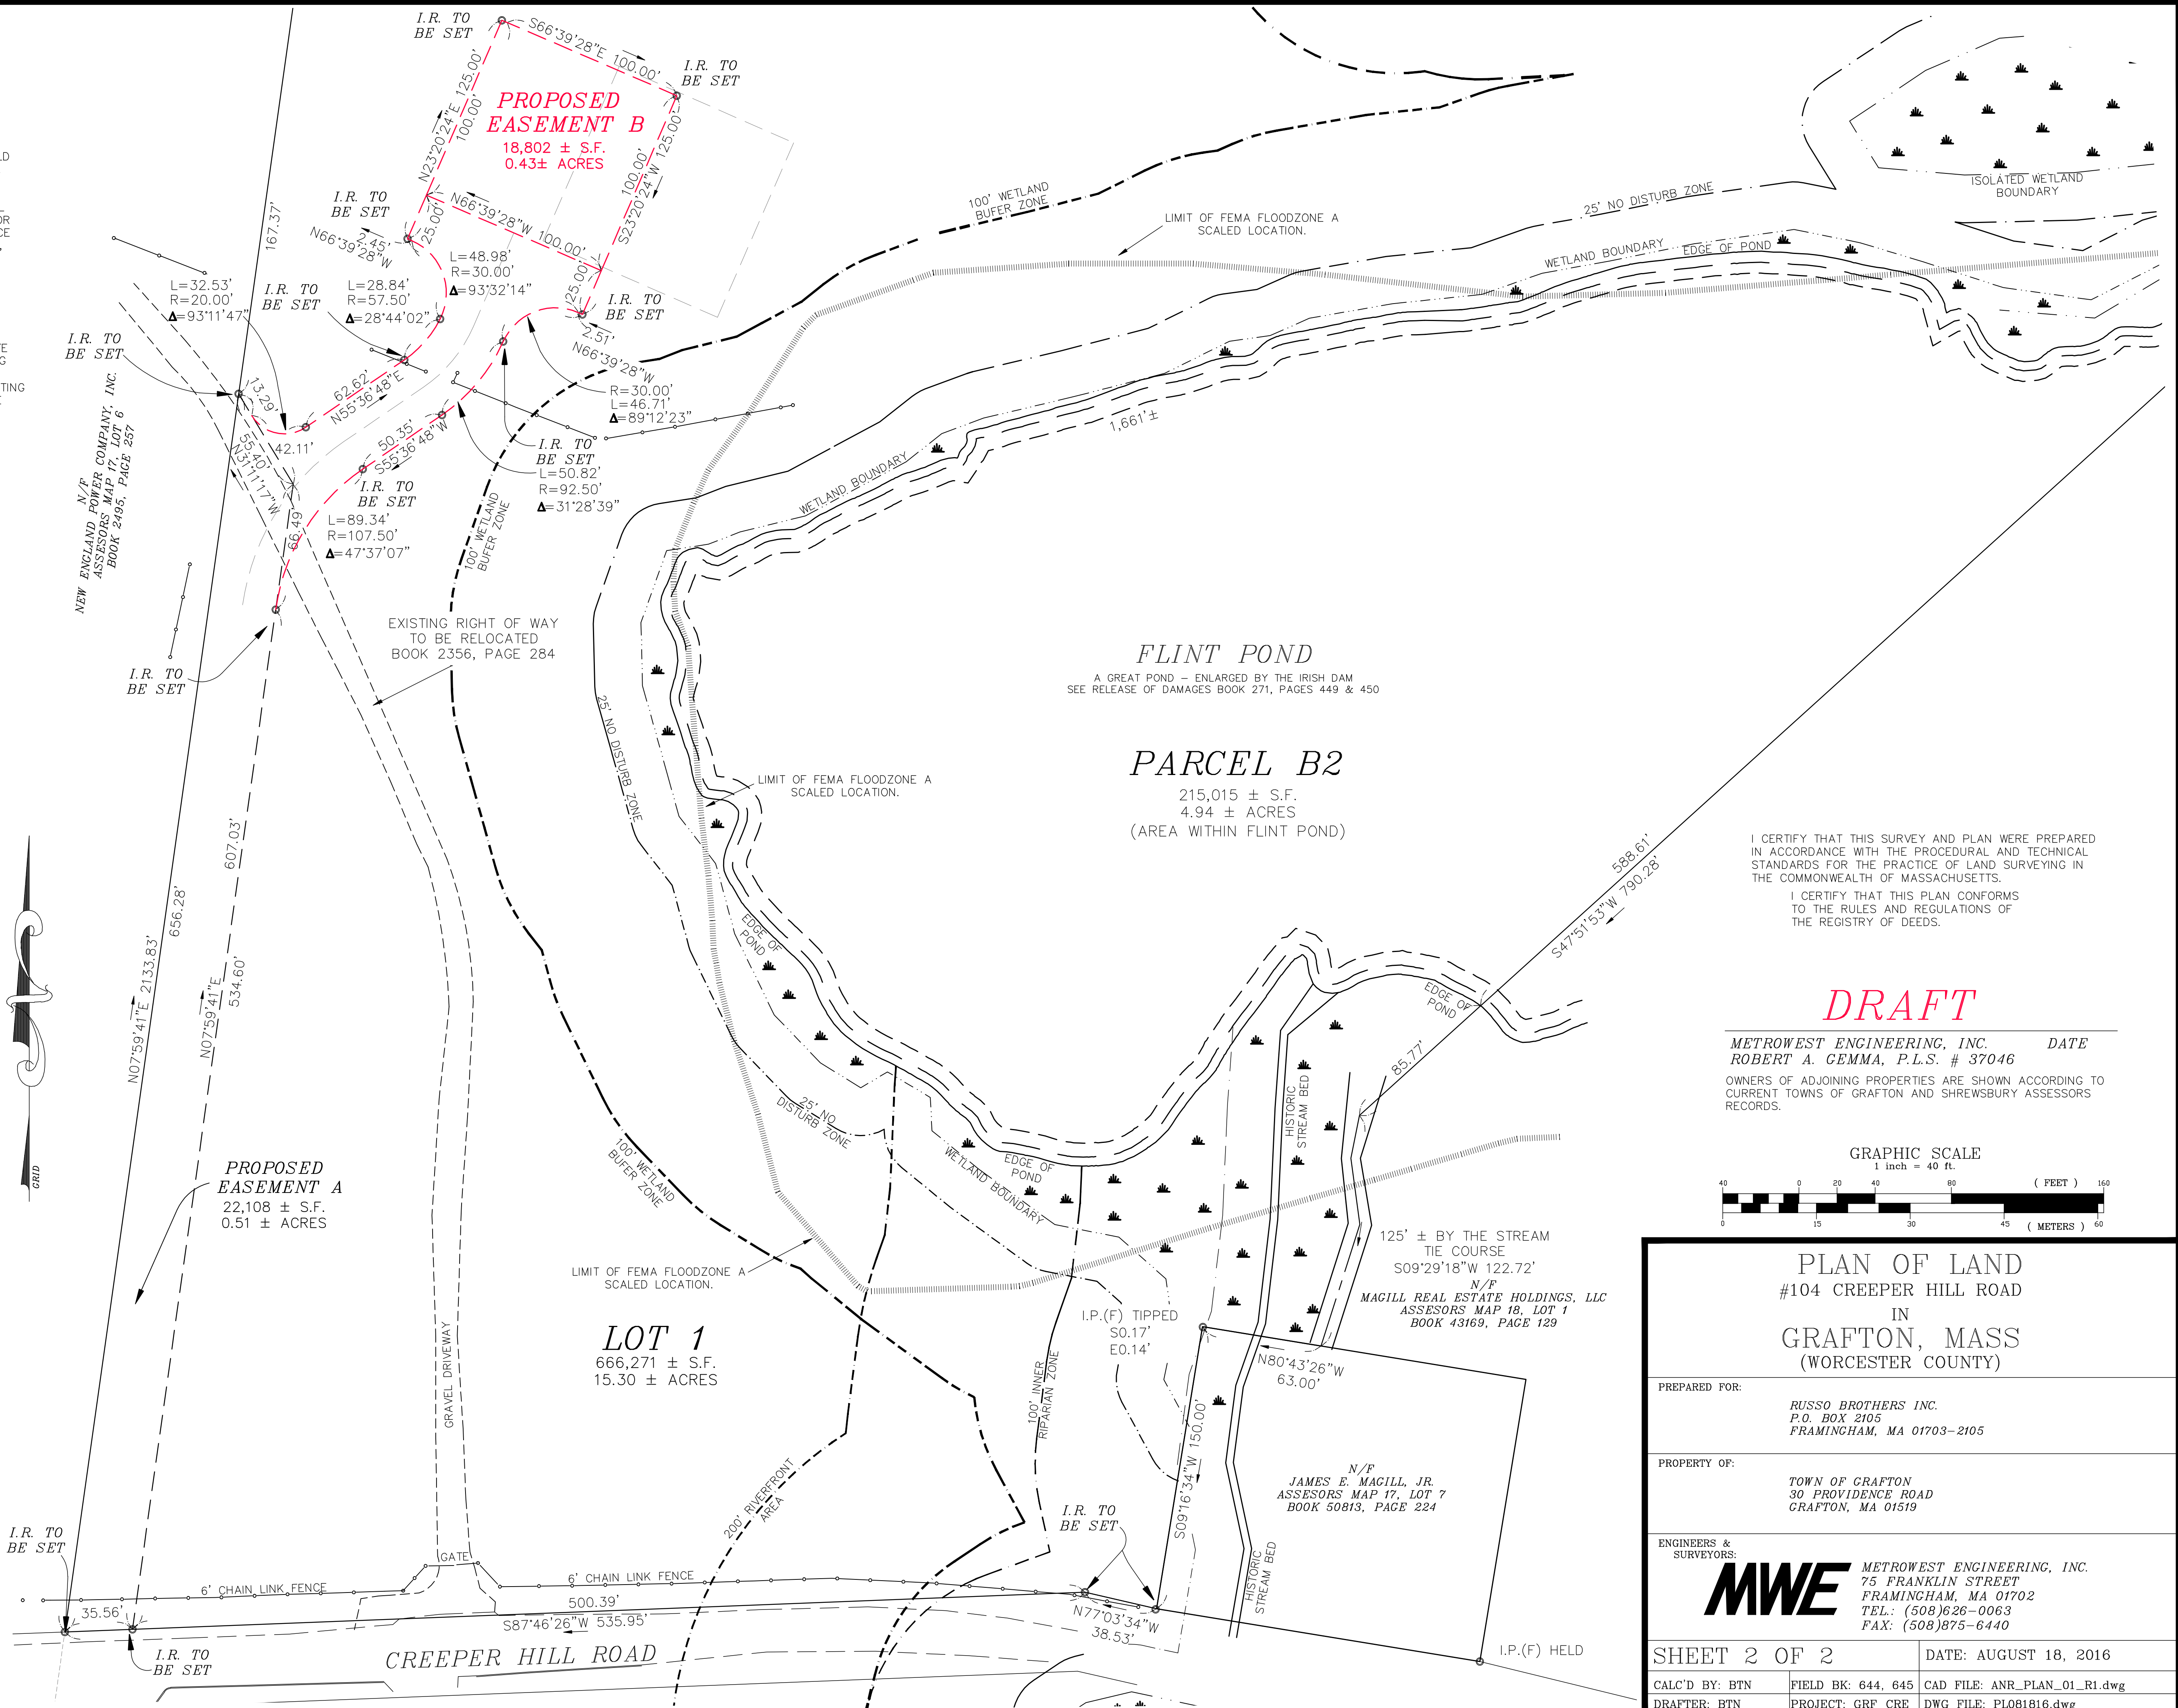 I.R. TO
BE SET
S66°39'28"E 100.00'
I.R. TO
BE SET
N23°20'24"E 125.00'
100.00'
PROPOSED
EASEMENT B
18,802 ± S.F.
0.43± ACRES
S23°20'24"W 125.00'
100.00'
N66°39'28"W 100.00'
25.00'
25.00'
I.R. TO
BE SET
2.45'
N66°39'28"W
167.37'
L=48.98'
R=30.00'
Δ=93°32'14"
L=32.53'
R=20.00'
Δ=93°11'47"
I.R. TO
BE SET
L=28.84'
R=57.50'
Δ=28°44'02"
I.R. TO
BE SET
2.51'
N66°39'28"W
I.R. TO
BE SET
R=30.00'
L=46.71'
Δ=89°12'23"
13.29'
62.62'
N55°36'48"E
42.11'
55.40'
N31°11'17"W
50.35'
S55°36'48"W
I.R. TO
BE SET
L=50.82'
R=92.50'
Δ=31°28'39"
I.R. TO
BE SET
66.49'
L=89.34'
R=107.50'
Δ=47°37'07"
N/F
NEW ENGLAND POWER COMPANY, INC.
ASSESORS MAP 17, LOT 6
BOOK 2495, PAGE 257
I.R. TO
BE SET
EXISTING RIGHT OF WAY
TO BE RELOCATED
BOOK 2356, PAGE 284
100' WETLAND
BUFER ZONE
LIMIT OF FEMA FLOODZONE A
SCALED LOCATION.
25' NO DISTURB ZONE
ISOLATED WETLAND
BOUNDARY
WETLAND BOUNDARY
EDGE OF POND
1,661'±
WETLAND BOUNDARY
100' WETLAND
BUFER ZONE
25' NO DISTURB ZONE
FLINT POND
A GREAT POND – ENLARGED BY THE IRISH DAM
SEE RELEASE OF DAMAGES BOOK 271, PAGES 449 & 450
PARCEL B2
215,015 ± S.F.
4.94 ± ACRES
(AREA WITHIN FLINT POND)
LIMIT OF FEMA FLOODZONE A
SCALED LOCATION.
588.61'
S47°51'53"W 790.28'
EDGE OF
POND
EDGE OF
POND
85.77'
607.03'
656.28'
N07°59'41"E 2133.83'
N07°59'41"E
534.60'
GRID
PROPOSED
EASEMENT A
22,108 ± S.F.
0.51 ± ACRES
25' NO
DISTURB ZONE
100' WETLAND
BUFER ZONE
WETLAND BOUNDARY
EDGE OF
POND
HISTORIC
STREAM BED
125' ± BY THE STREAM
TIE COURSE
S09°29'18"W 122.72'
N/F
MAGILL REAL ESTATE HOLDINGS, LLC
ASSESORS MAP 18, LOT 1
BOOK 43169, PAGE 129
LIMIT OF FEMA FLOODZONE A
SCALED LOCATION.
I.P.(F) TIPPED
S0.17'
E0.14'
LOT 1
666,271 ± S.F.
15.30 ± ACRES
GRAVEL DRIVEWAY
100' INNER
RIPARIAN ZONE
N80°43'26"W
63.00'
S09°16'34"W 150.00'
N/F
JAMES E. MAGILL, JR.
ASSESORS MAP 17, LOT 7
BOOK 50813, PAGE 224
200' RIVERFRONT
AREA
I.R. TO
BE SET
HISTORIC
STREAM BED
I.R. TO
BE SET
GATE
6' CHAIN LINK FENCE
6' CHAIN LINK FENCE
35.56'
500.39'
S87°46'26"W 535.95'
N77°03'34"W
38.53'
I.R. TO
BE SET
CREEPER HILL ROAD
I.P.(F) HELD
I CERTIFY THAT THIS SURVEY AND PLAN WERE PREPARED
IN ACCORDANCE WITH THE PROCEDURAL AND TECHNICAL
STANDARDS FOR THE PRACTICE OF LAND SURVEYING IN
THE COMMONWEALTH OF MASSACHUSETTS.
I CERTIFY THAT THIS PLAN CONFORMS
TO THE RULES AND REGULATIONS OF
THE REGISTRY OF DEEDS.
DRAFT
METROWEST ENGINEERING, INC. DATE
ROBERT A. GEMMA, P.L.S. # 37046
OWNERS OF ADJOINING PROPERTIES ARE SHOWN ACCORDING TO
CURRENT TOWNS OF GRAFTON AND SHREWSBURY ASSESSORS
RECORDS.
GRAPHIC SCALE
1 inch = 40 ft.
40 0 20 40 80 ( FEET ) 160
0 15 30 45 ( METERS ) 60
PLAN OF LAND
#104 CREEPER HILL ROAD
IN
GRAFTON, MASS
(WORCESTER COUNTY)
PREPARED FOR:
RUSSO BROTHERS INC.
P.O. BOX 2105
FRAMINGHAM, MA 01703-2105
PROPERTY OF:
TOWN OF GRAFTON
30 PROVIDENCE ROAD
GRAFTON, MA 01519
ENGINEERS &
SURVEYORS:
MWE
METROWEST ENGINEERING, INC.
75 FRANKLIN STREET
FRAMINGHAM, MA 01702
TEL.: (508)626-0063
FAX: (508)875-6440
SHEET 2 OF 2
DATE: AUGUST 18, 2016
CALC'D BY: BTN
FIELD BK: 644, 645
CAD FILE: ANR_PLAN_01_R1.dwg
DRAFTER: BTN
PROJECT: GRF_CRE
DWG FILE: PL081816.dwg